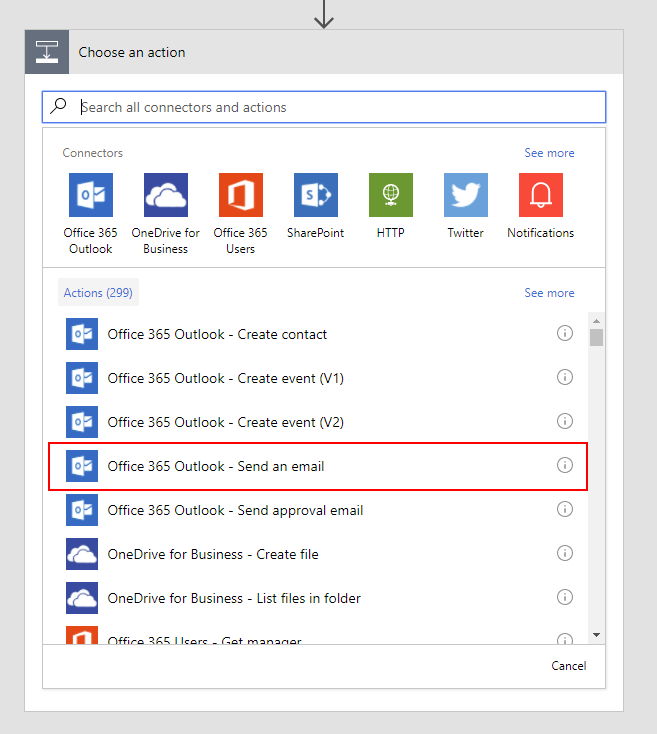 Choose an action
Search all connectors and actions
Connectors
See more
Office 365
Outlook
OneDrive for
Business
Office 365
Users
SharePoint
HTTP
Twitter
Notifications
Actions (299)
See more
Office 365 Outlook - Create contact
Office 365 Outlook - Create event (V1)
Office 365 Outlook - Create event (V2)
Office 365 Outlook - Send an email
Office 365 Outlook - Send approval email
OneDrive for Business - Create file
OneDrive for Business - List files in folder
Office 365 Users - Get manager
Cancel